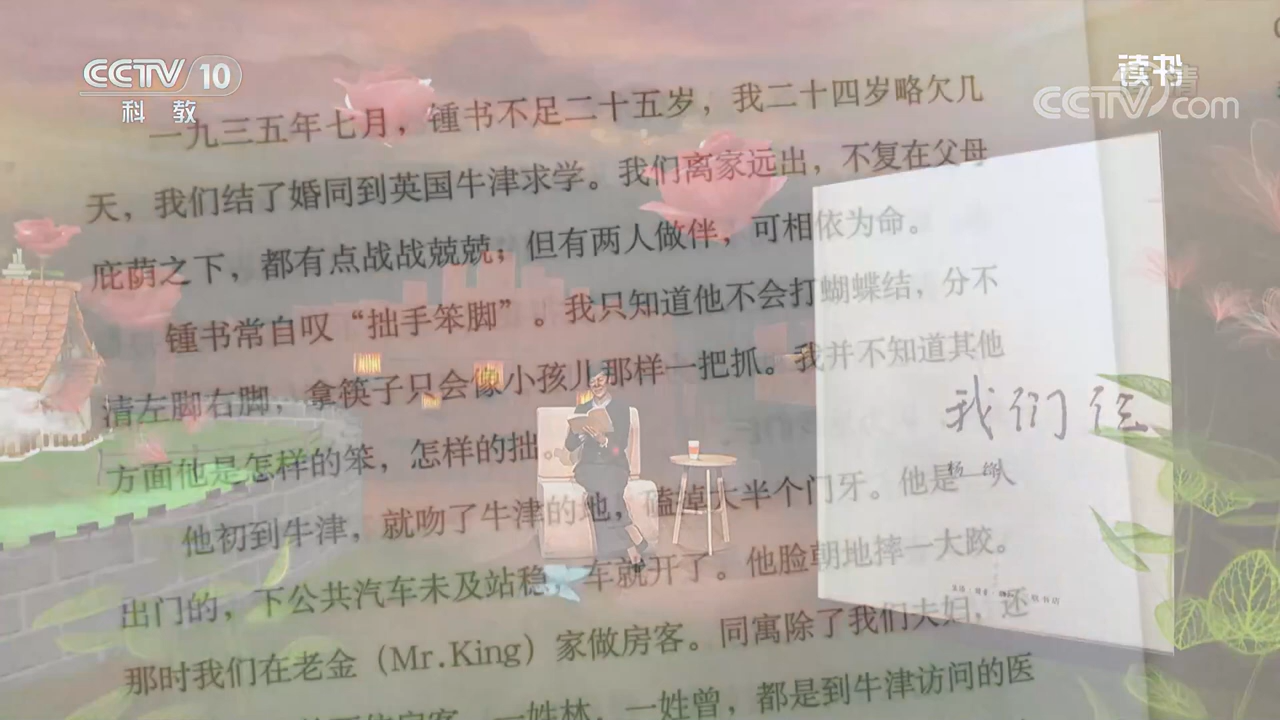 CCTV 10
科教
读书
CCTV.com
一九三五年七月，锺书不足二十五岁，我二十四岁略欠几
天，我们结了婚同到英国牛津求学。我们离家远出，不复在父母
庇荫之下，都有点战战兢兢；但有两人做伴，可相依为命。
锺书常自叹“拙手笨脚”。我只知道他不会打蝴蝶结，分不
清左脚右脚，拿筷子只会像小孩儿那样一把抓。我并不知道其他
方面他是怎样的笨，怎样的拙。
他初到牛津，就吻了牛津的地，磕掉大半个门牙。他是一人
出门的，下公共汽车未及站稳，车就开了。他脸朝地摔一大跤。
那时我们在老金（Mr.King）家做房客。同寓除了我们夫妇，还
房客，一姓林，一姓曾，都是到牛津访问的医
我们